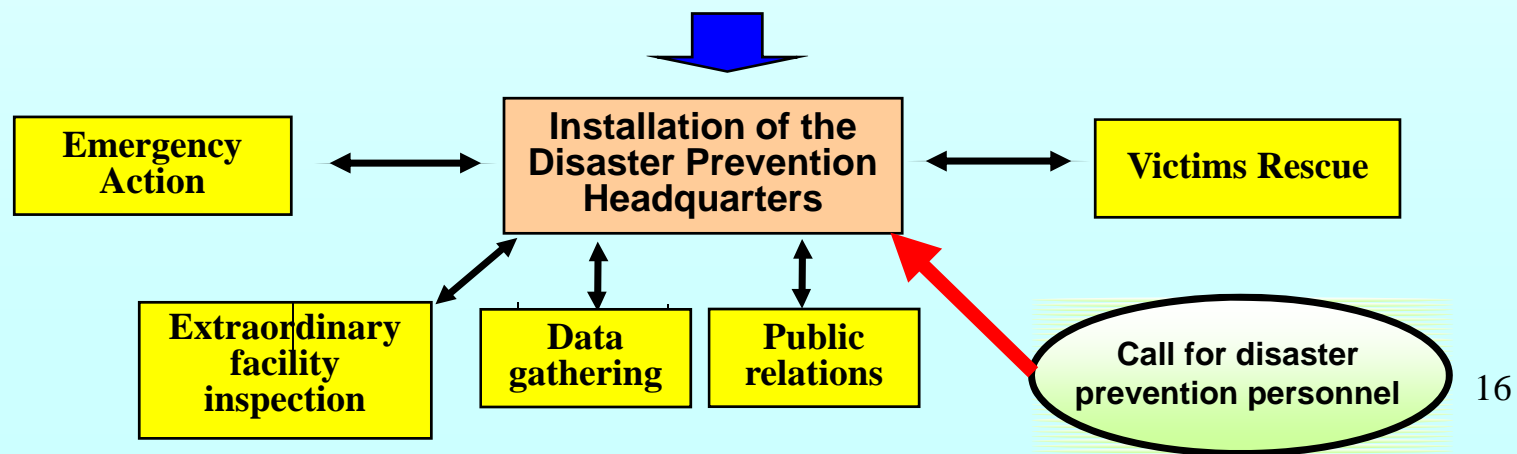 Installation of the
Disaster Prevention
Headquarters
Emergency
Action
Victims Rescue
Extraordinary
facility
inspection
Data
gathering
Public
relations
Call for disaster
prevention personnel
16